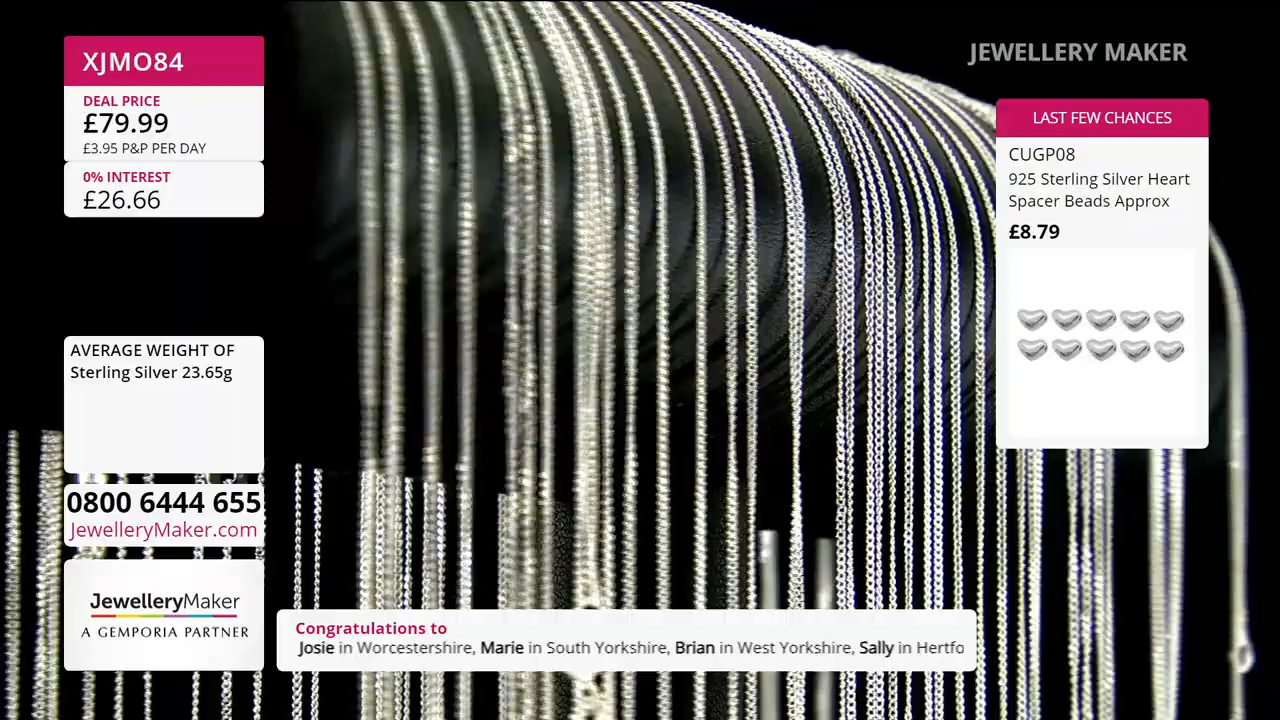 XJMO84
DEAL PRICE
£79.99
£3.95 P&P PER DAY
0% INTEREST
£26.66
AVERAGE WEIGHT OF
Sterling Silver 23.65g
0800 6444 655
JewelleryMaker.com
JewelleryMaker
A GEMPORIA PARTNER
Congratulations to
Josie in Worcestershire, Marie in South Yorkshire, Brian in West Yorkshire, Sally in Hertfo
JEWELLERY MAKER
LAST FEW CHANCES
CUGP08
925 Sterling Silver Heart
Spacer Beads Approx
£8.79